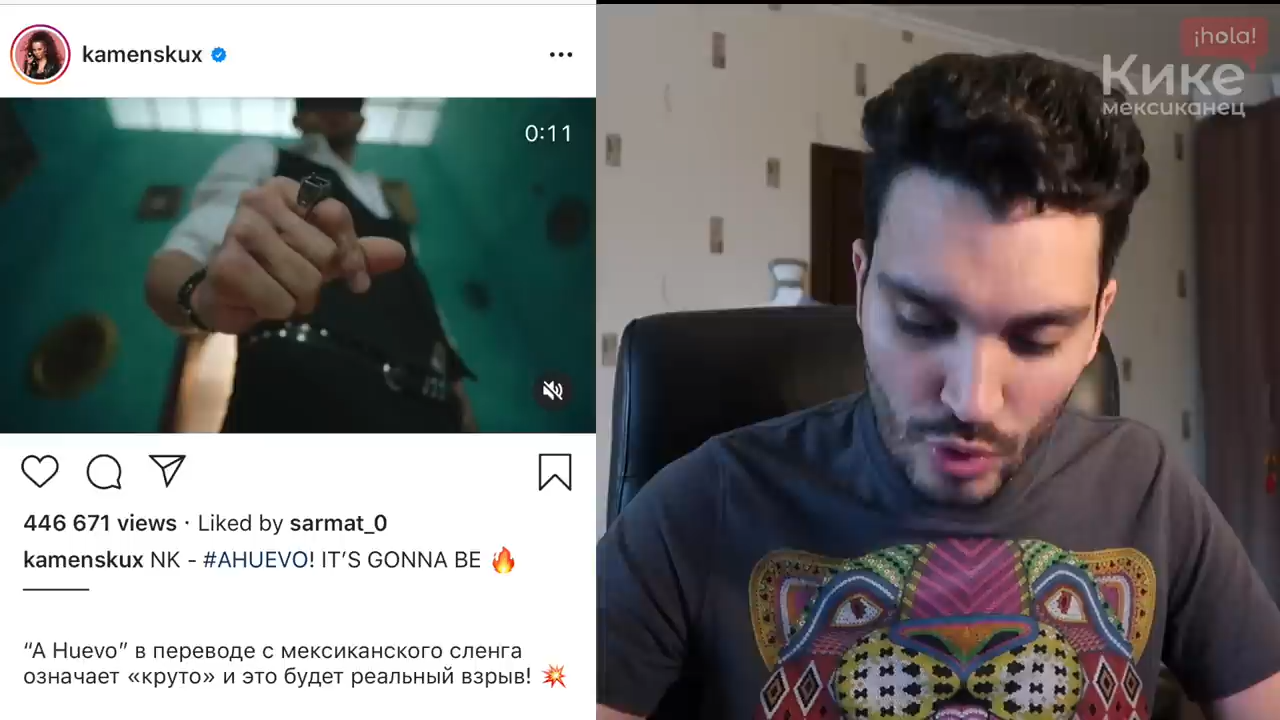 kamenskux
0:11
446 671 views · Liked by sarmat_0
kamenskux NK - #AHUEVO! IT'S GONNA BE 🔥
“A Huevo” в переводе с мексиканского сленга
означает «круто» и это будет реальный взрыв! 💥
¡hola!
Кике
мексиканец